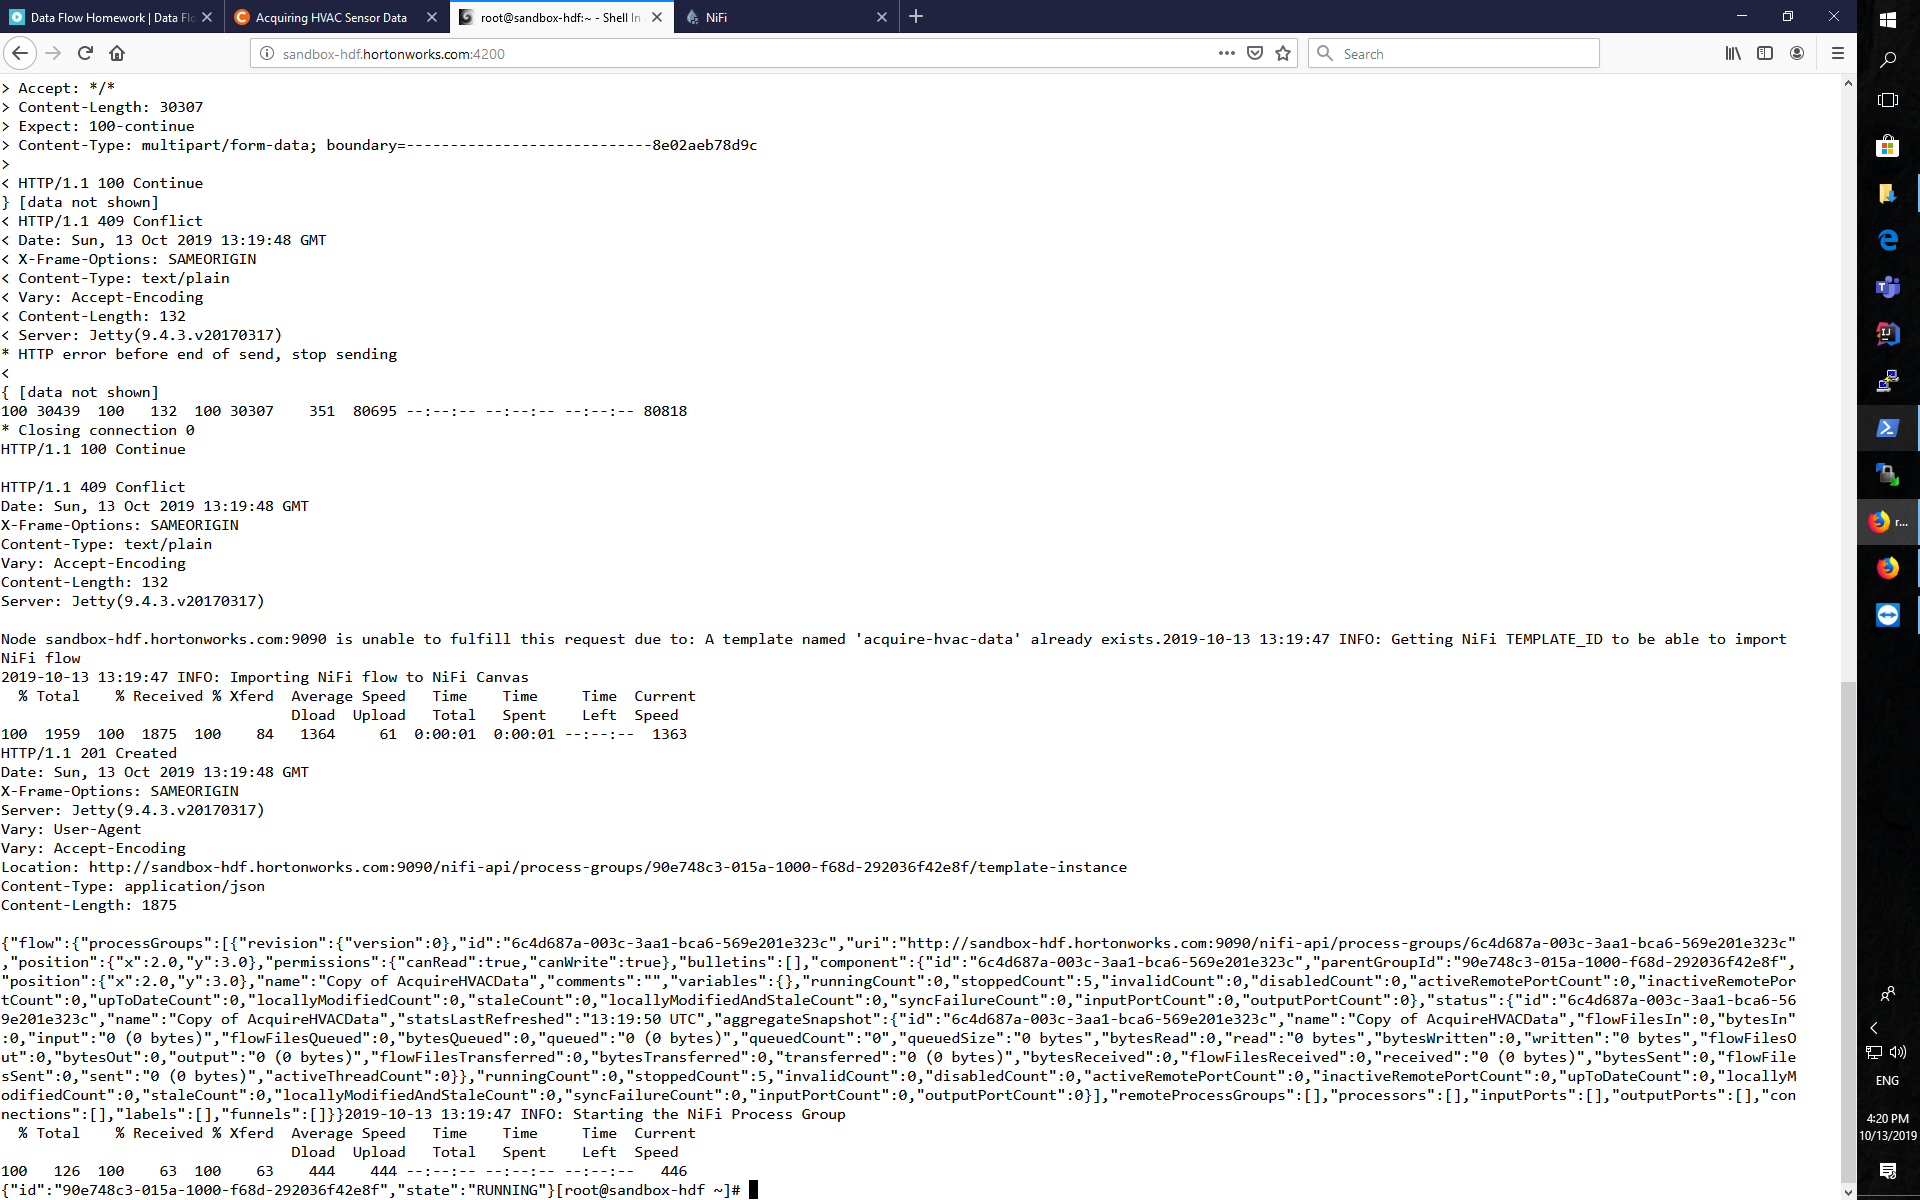 Data Flow Homework | Data Fl
Acquiring HVAC Sensor Data
root@sandbox-hdf:~ - Shell In
NiFi
sandbox-hdf.hortonworks.com:4200
Search
> Accept: */*
> Content-Length: 30307
> Expect: 100-continue
> Content-Type: multipart/form-data; boundary=----------------------------8e02aeb78d9c
>
< HTTP/1.1 100 Continue
} [data not shown]
< HTTP/1.1 409 Conflict
< Date: Sun, 13 Oct 2019 13:19:48 GMT
< X-Frame-Options: SAMEORIGIN
< Content-Type: text/plain
< Vary: Accept-Encoding
< Content-Length: 132
< Server: Jetty(9.4.3.v20170317)
* HTTP error before end of send, stop sending
<
{ [data not shown]
100 30439  100   132  100 30307    351  80695 --:--:-- --:--:-- --:--:-- 80818
* Closing connection 0
HTTP/1.1 100 Continue
HTTP/1.1 409 Conflict
Date: Sun, 13 Oct 2019 13:19:48 GMT
X-Frame-Options: SAMEORIGIN
Content-Type: text/plain
Vary: Accept-Encoding
Content-Length: 132
Server: Jetty(9.4.3.v20170317)
Node sandbox-hdf.hortonworks.com:9090 is unable to fulfill this request due to: A template named 'acquire-hvac-data' already exists.2019-10-13 13:19:47 INFO: Getting NiFi TEMPLATE_ID to be able to import
NiFi flow
2019-10-13 13:19:47 INFO: Importing NiFi flow to NiFi Canvas
% Total    % Received % Xferd  Average Speed   Time    Time     Time  Current
Dload  Upload   Total   Spent    Left  Speed
100  1959  100  1875  100    84   1364     61  0:00:01  0:00:01 --:--:--  1363
HTTP/1.1 201 Created
Date: Sun, 13 Oct 2019 13:19:48 GMT
X-Frame-Options: SAMEORIGIN
Server: Jetty(9.4.3.v20170317)
Vary: User-Agent
Vary: Accept-Encoding
Location: http://sandbox-hdf.hortonworks.com:9090/nifi-api/process-groups/90e748c3-015a-1000-f68d-292036f42e8f/template-instance
Content-Type: application/json
Content-Length: 1875
{"flow":{"processGroups":[{"revision":{"version":0},"id":"6c4d687a-003c-3aa1-bca6-569e201e323c","uri":"http://sandbox-hdf.hortonworks.com:9090/nifi-api/process-groups/6c4d687a-003c-3aa1-bca6-569e201e323c"
,"position":{"x":2.0,"y":3.0},"permissions":{"canRead":true,"canWrite":true},"bulletins":[],"component":{"id":"6c4d687a-003c-3aa1-bca6-569e201e323c","parentGroupId":"90e748c3-015a-1000-f68d-292036f42e8f",
"position":{"x":2.0,"y":3.0},"name":"Copy of AcquireHVACData","comments":"","variables":{},"runningCount":0,"stoppedCount":5,"invalidCount":0,"disabledCount":0,"activeRemotePortCount":0,"inactiveRemotePor
tCount":0,"upToDateCount":0,"locallyModifiedCount":0,"staleCount":0,"locallyModifiedAndStaleCount":0,"syncFailureCount":0,"inputPortCount":0,"outputPortCount":0},"status":{"id":"6c4d687a-003c-3aa1-bca6-56
9e201e323c","name":"Copy of AcquireHVACData","statsLastRefreshed":"13:19:50 UTC","aggregateSnapshot":{"id":"6c4d687a-003c-3aa1-bca6-569e201e323c","name":"Copy of AcquireHVACData","flowFilesIn":0,"bytesIn"
:0,"input":"0 (0 bytes)","flowFilesQueued":0,"bytesQueued":0,"queued":"0 (0 bytes)","queuedCount":"0","queuedSize":"0 bytes","bytesRead":0,"read":"0 bytes","bytesWritten":0,"written":"0 bytes","flowFilesO
ut":0,"bytesOut":0,"output":"0 (0 bytes)","flowFilesTransferred":0,"bytesTransferred":0,"transferred":"0 (0 bytes)","bytesReceived":0,"flowFilesReceived":0,"received":"0 (0 bytes)","bytesSent":0,"flowFile
sSent":0,"sent":"0 (0 bytes)","activeThreadCount":0}},"runningCount":0,"stoppedCount":5,"invalidCount":0,"disabledCount":0,"activeRemotePortCount":0,"inactiveRemotePortCount":0,"upToDateCount":0,"locallyM
odifiedCount":0,"staleCount":0,"locallyModifiedAndStaleCount":0,"syncFailureCount":0,"inputPortCount":0,"outputPortCount":0}],"remoteProcessGroups":[],"processors":[],"inputPorts":[],"outputPorts":[],"con
nections":[],"labels":[],"funnels":[]}}2019-10-13 13:19:47 INFO: Starting the NiFi Process Group
% Total    % Received % Xferd  Average Speed   Time    Time     Time  Current
Dload  Upload   Total   Spent    Left  Speed
100   126  100    63  100    63    444    444 --:--:-- --:--:-- --:--:--   446
{"id":"90e748c3-015a-1000-f68d-292036f42e8f","state":"RUNNING"}[root@sandbox-hdf ~]#
r...
ENG
4:20 PM
10/13/2019